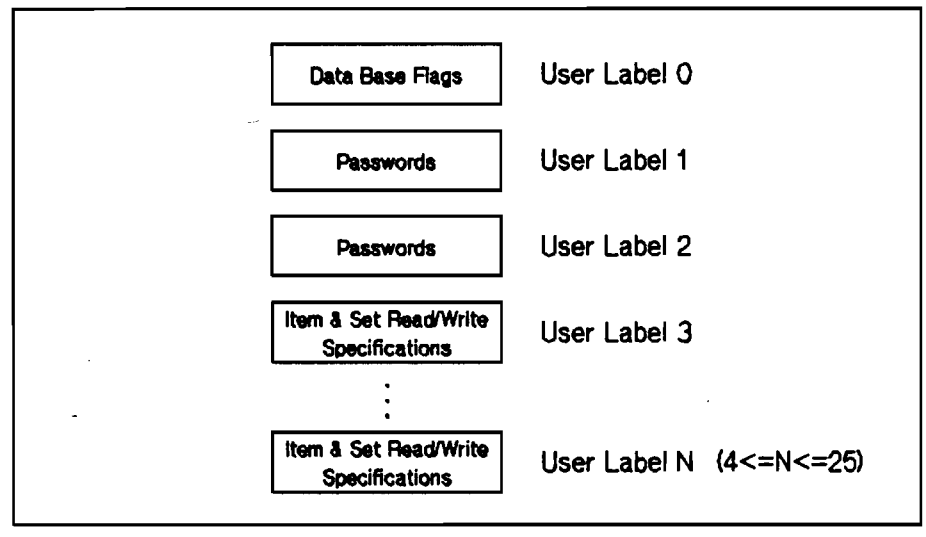 Data Base Flags User Label 0
Passwords User Label 1
Passwords User Label 2
Item & Set Read/Write
Specifications User Label 3
Item & Set Read/Write
Specifications User Label N (4<=N<=25)